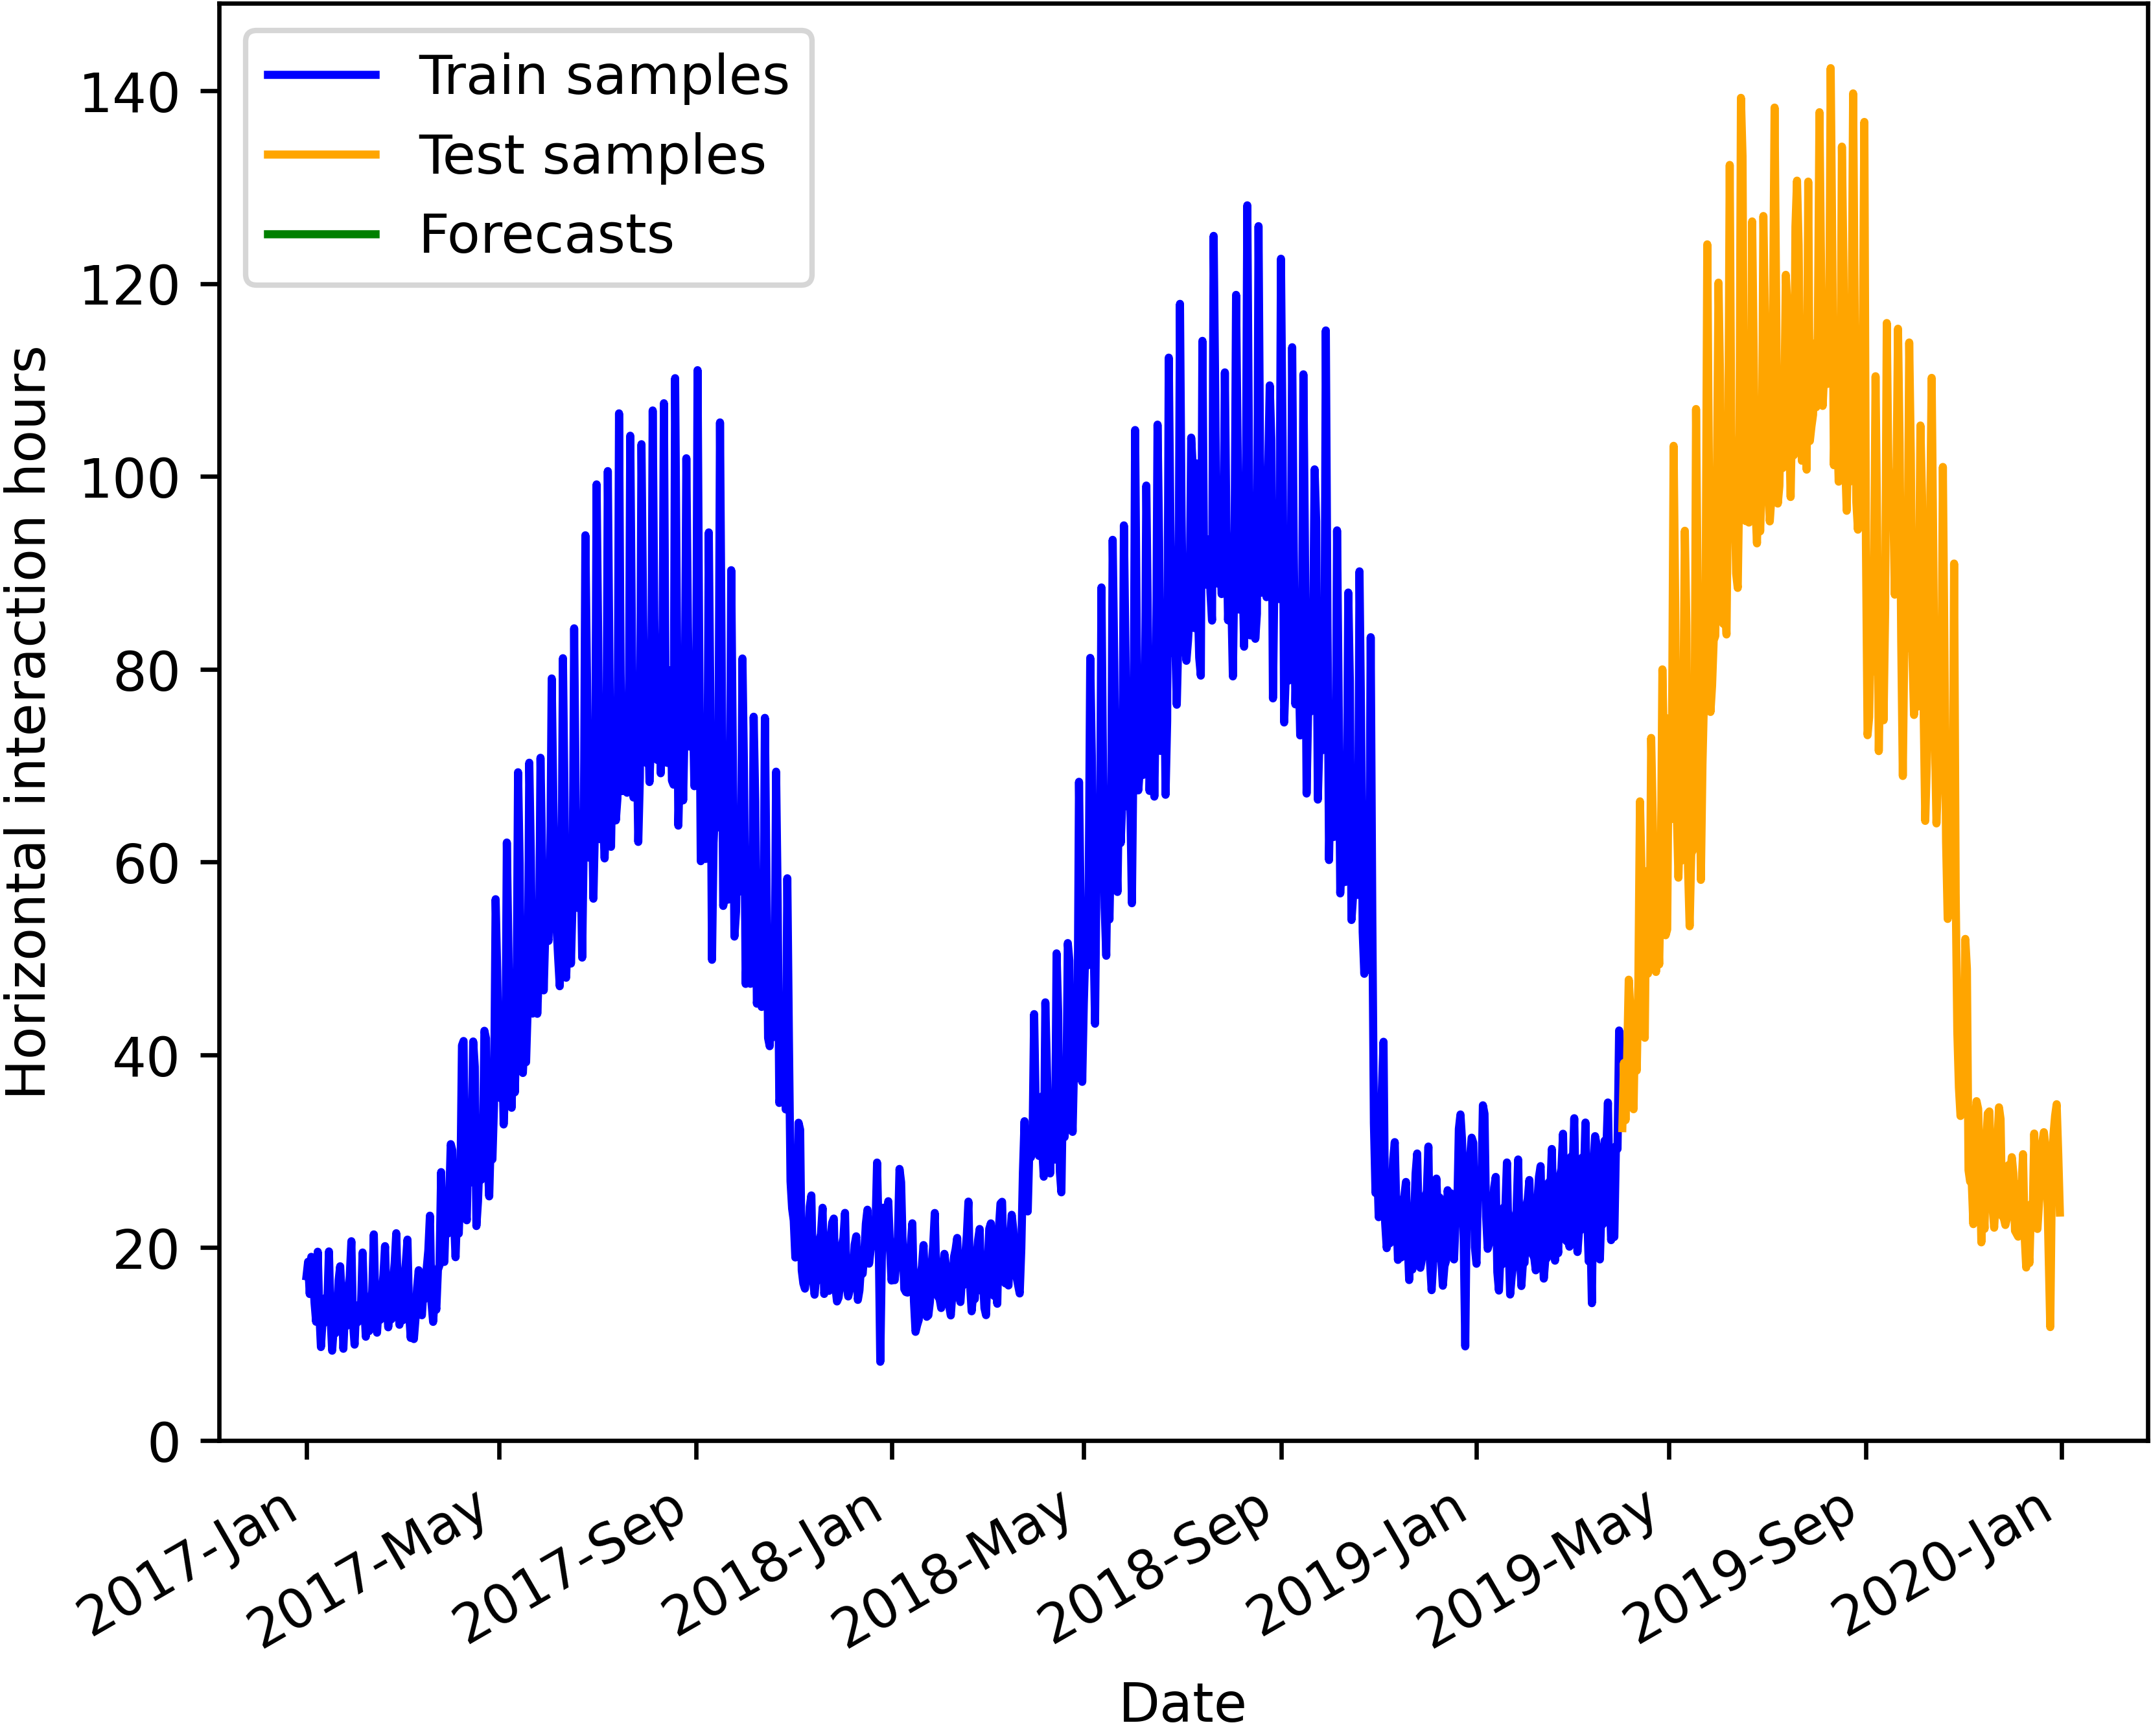 Train samples
Test samples
Forecasts
Horizontal interaction hours
140
120
100
80
60
40
20
0
2017-Jan
2017-May
2017-Sep
2018-Jan
2018-May
2018-Sep
2019-Jan
2019-May
2019-Sep
2020-Jan
Date